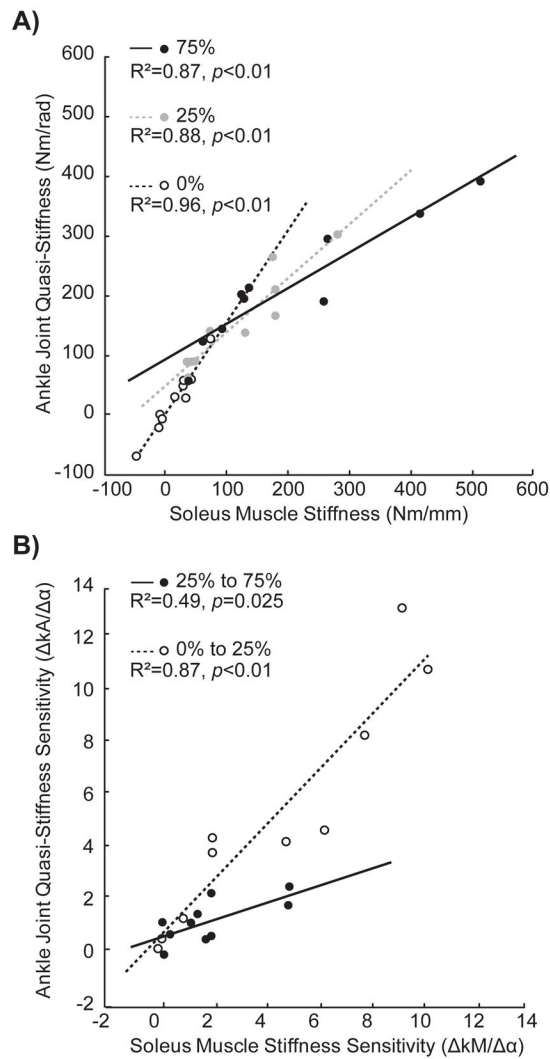 A)
75%
R²=0.87, p<0.01
25%
R²=0.88, p<0.01
0%
R²=0.96, p<0.01
Ankle Joint Quasi-Stiffness (Nm/rad)
600
500
400
300
200
100
0
-100
-100 0 100 200 300 400 500 600
Soleus Muscle Stiffness (Nm/mm)
B)
25% to 75%
R²=0.49, p=0.025
0% to 25%
R²=0.87, p<0.01
Ankle Joint Quasi-Stiffness Sensitivity (ΔkA/Δα)
14
12
10
8
6
4
2
0
-2
-2 0 2 4 6 8 10 12 14
Soleus Muscle Stiffness Sensitivity (ΔkM/Δα)